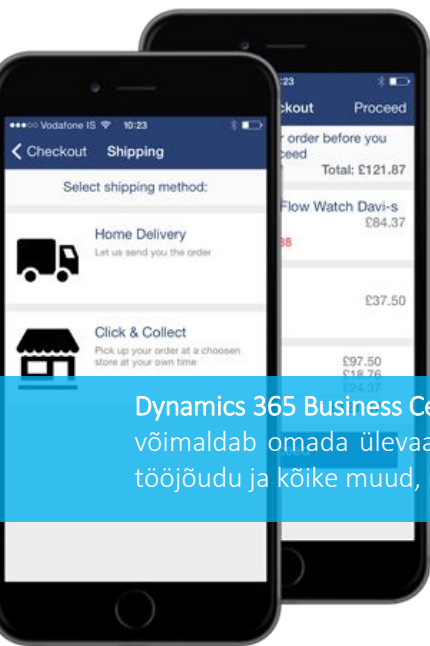 Vodafone IS 10:23
Checkout Shipping
Select shipping method:
Home Delivery
Let us send you the order
Click & Collect
Pick up your order at a choosen
store at your own time
:23
ckout Proceed
order before you
ceed
Total: £121.87
Flow Watch Davi-s
£84.37
£37.50
£97.50
£18.76
£24.37
Dynamics 365 Business Ce
võimaldab omada ülevaa
tööjõudu ja kõike muud,